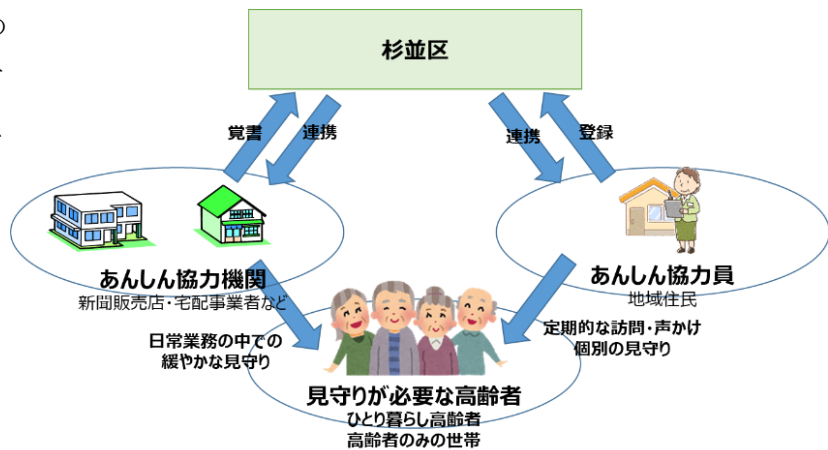 の
杉並区
覚書
連携
連携
登録
あんしん協力機関
新聞販売店・宅配事業者など
あんしん協力員
地域住民
日常業務の中での
緩やかな見守り
定期的な訪問・声かけ
個別の見守り
見守りが必要な高齢者
ひとり暮らし高齢者
高齢者のみの世帯